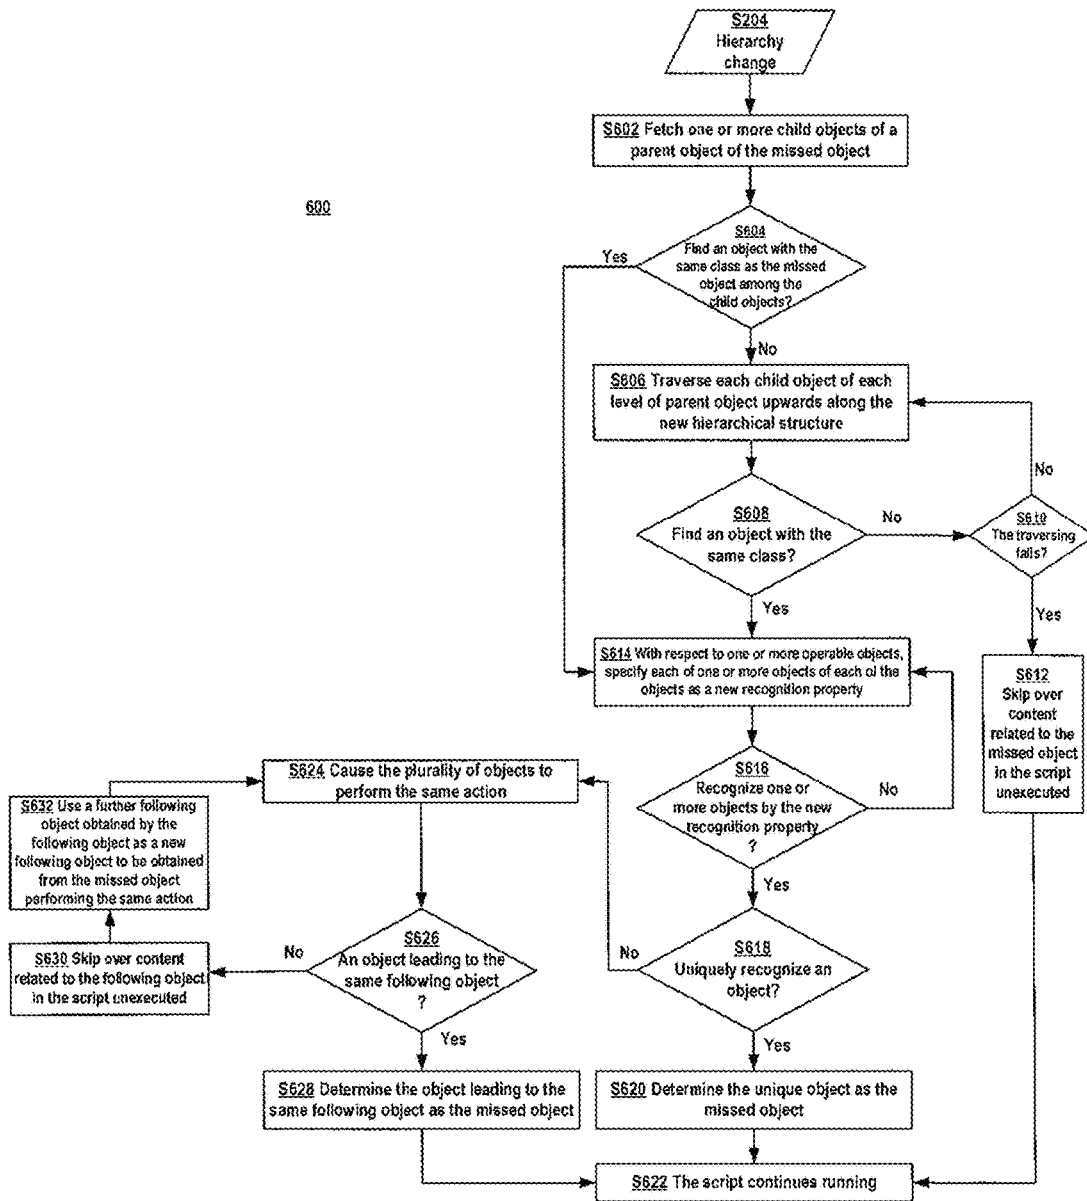 S204
Hierarchy
change
S602 Fetch one or more child objects of a
parent object of the missed object
600
S604
Find an object with the
same class as the missed
object among the
child objects?
Yes
No
S606 Traverse each child object of each
level of parent object upwards along the
new hierarchical structure
No
S608
Find an object with the
same class?
No
S610
The traversing
fails?
Yes
Yes
S614 With respect to one or more operable objects,
specify each of one or more objects of each of the
objects as a new recognition property
S612
Skip over
content
related to the
missed object
in the script
unexecuted
S616
Recognize one or
more objects by the new
recognition property
?
No
Yes
S624 Cause the plurality of objects to
perform the same action
S632 Use a further following
object obtained by the
following object as a new
following object to be obtained
from the missed object
performing the same action
S618
Uniquely recognize an
object?
No
Yes
S626
An object leading to the
same following object
?
No
Yes
S630 Skip over content
related to the following object
in the script unexecuted
S628 Determine the object leading to the
same following object as the missed object
S620 Determine the unique object as the
missed object
S622 The script continues running